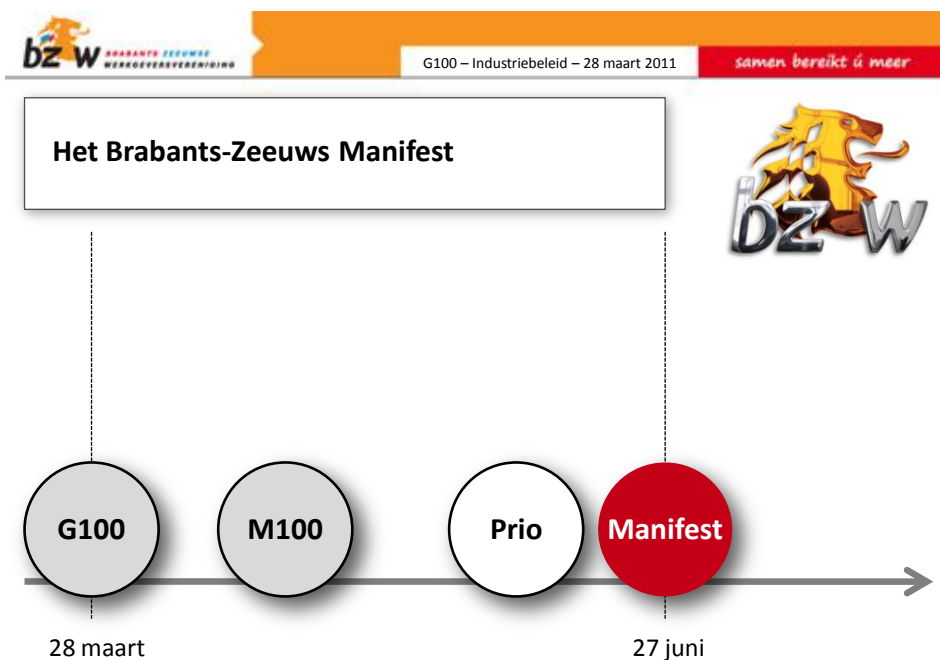 bzw BRABANTS ZEEUWSE
WERKGEVERSVERENIGING
G100 – Industriebeleid – 28 maart 2011
samen bereikt ú meer
Het Brabants-Zeeuws Manifest
bzw
G100
M100
Prio
Manifest
28 maart
27 juni